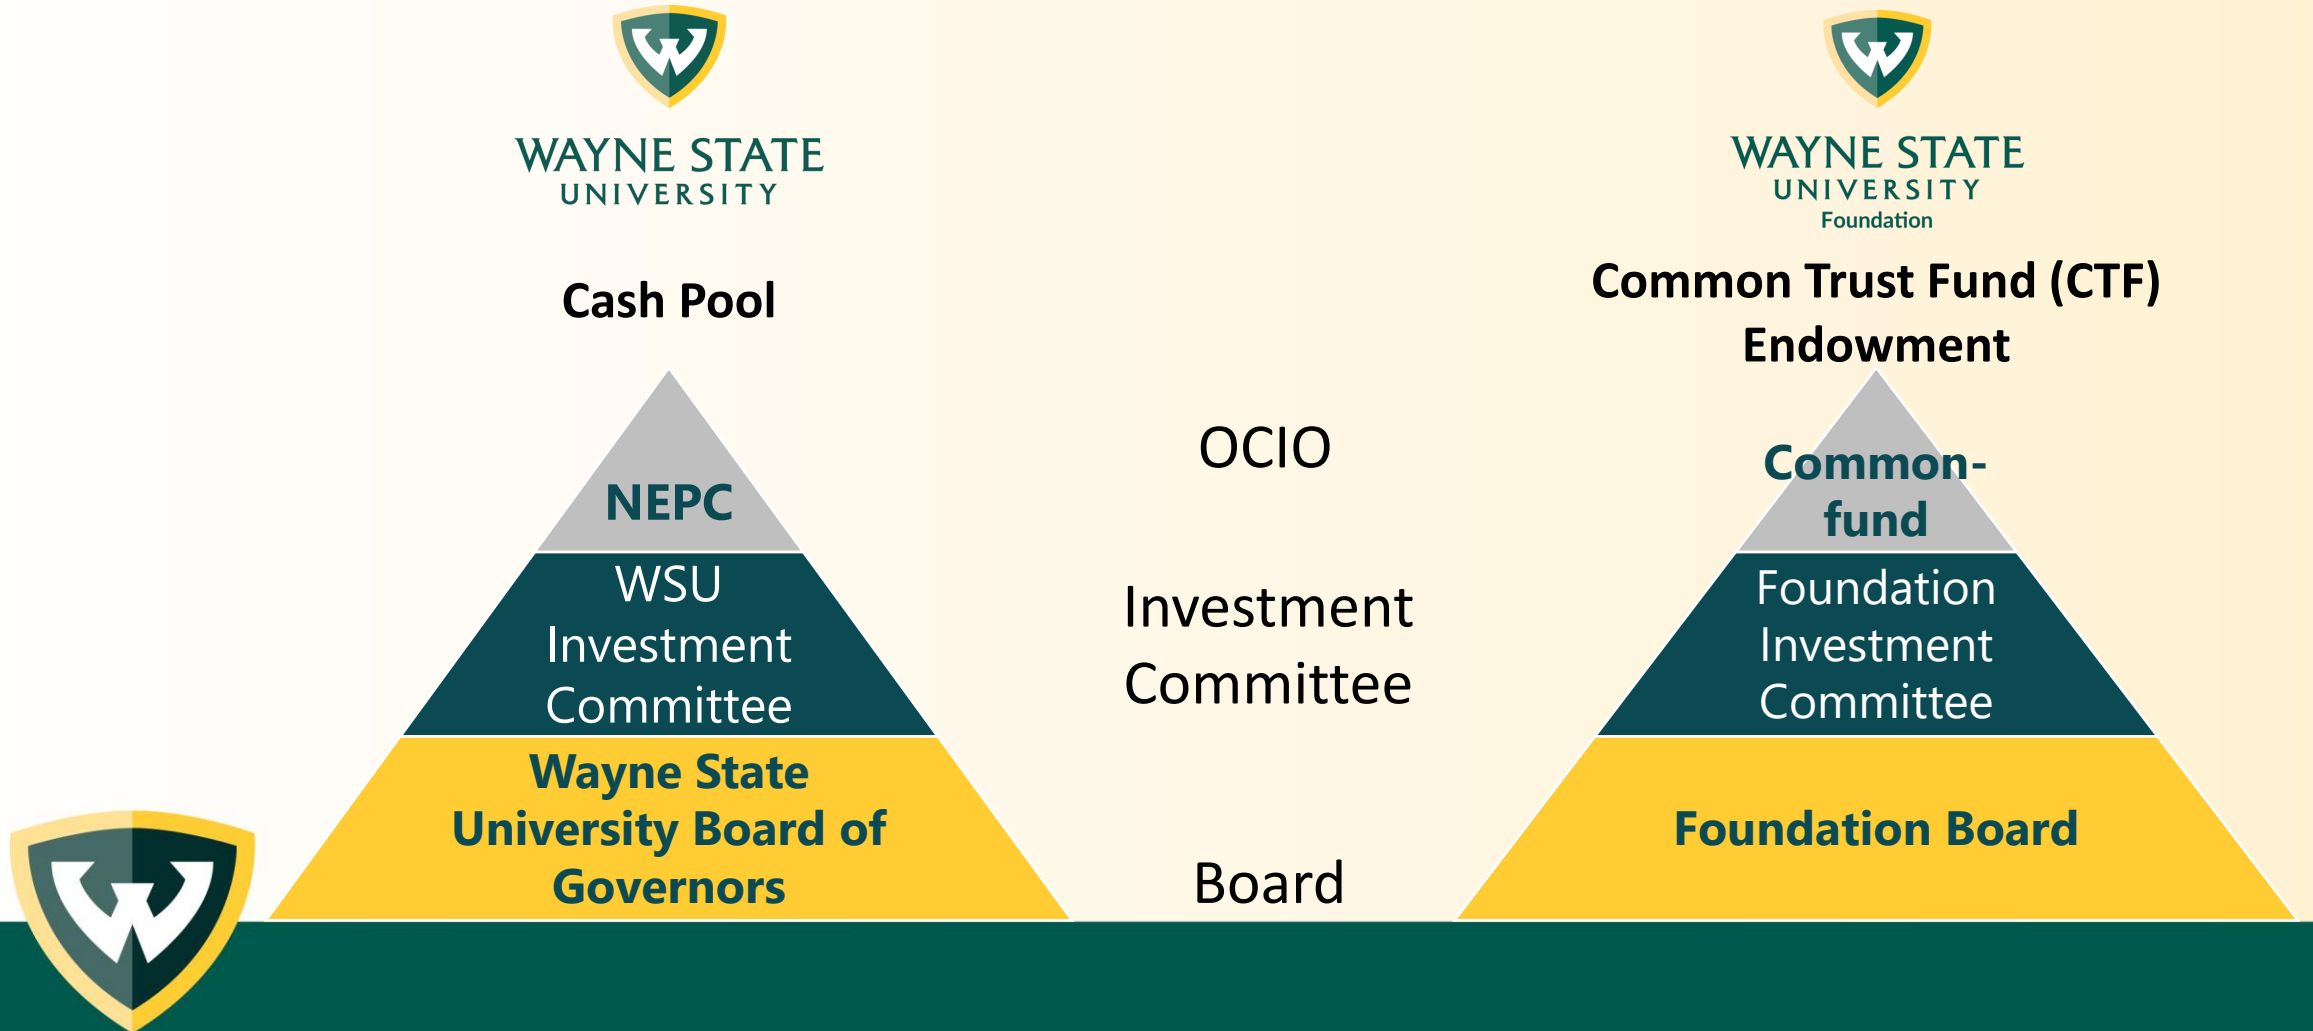 WAYNE STATE
UNIVERSITY
Cash Pool
NEPC
WSU
Investment
Committee
Wayne State
University Board of
Governors
OCIO
Investment
Committee
Board
WAYNE STATE
UNIVERSITY
Foundation
Common Trust Fund (CTF)
Endowment
Common-
fund
Foundation
Investment
Committee
Foundation Board